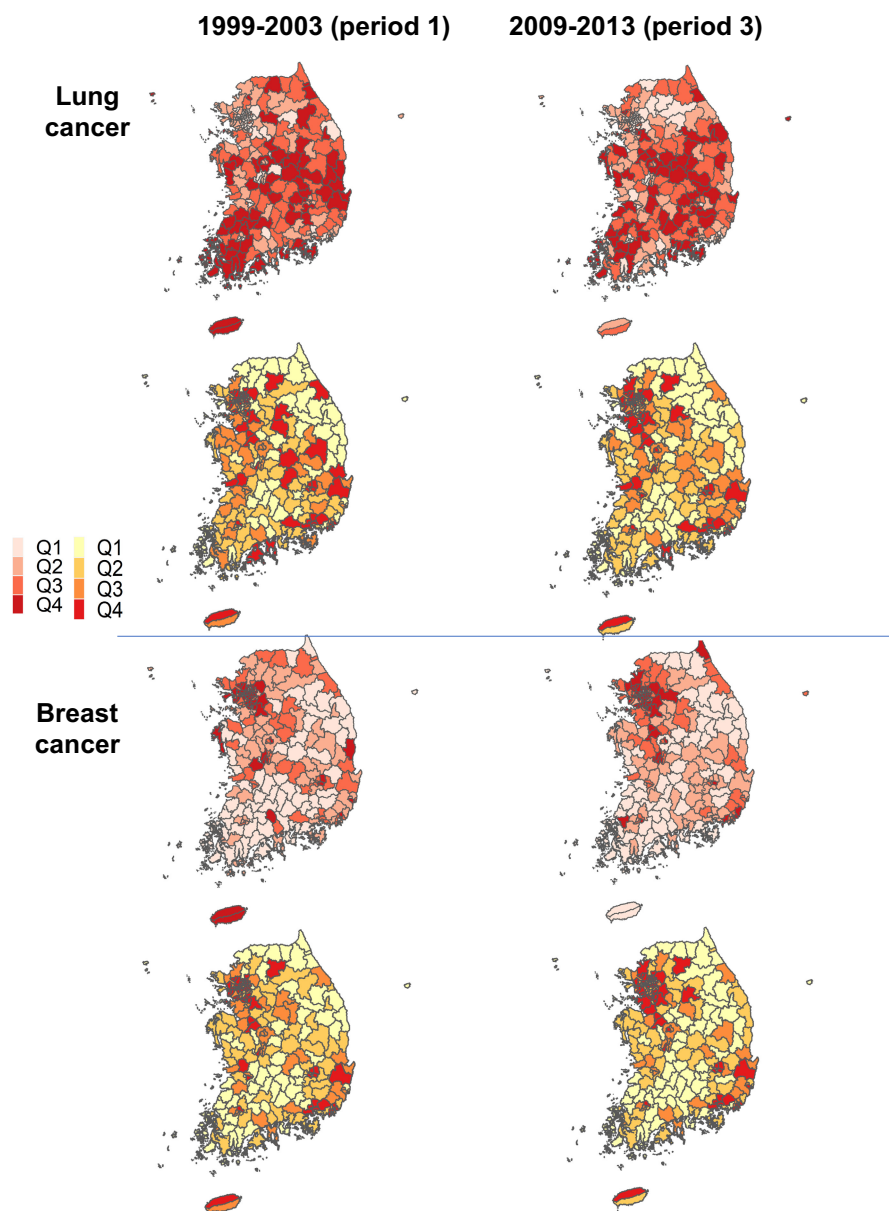 1999-2003 (period 1) 2009-2013 (period 3)
Lung
cancer
Q1 Q1
Q2 Q2
Q3 Q3
Q4 Q4
Breast
cancer